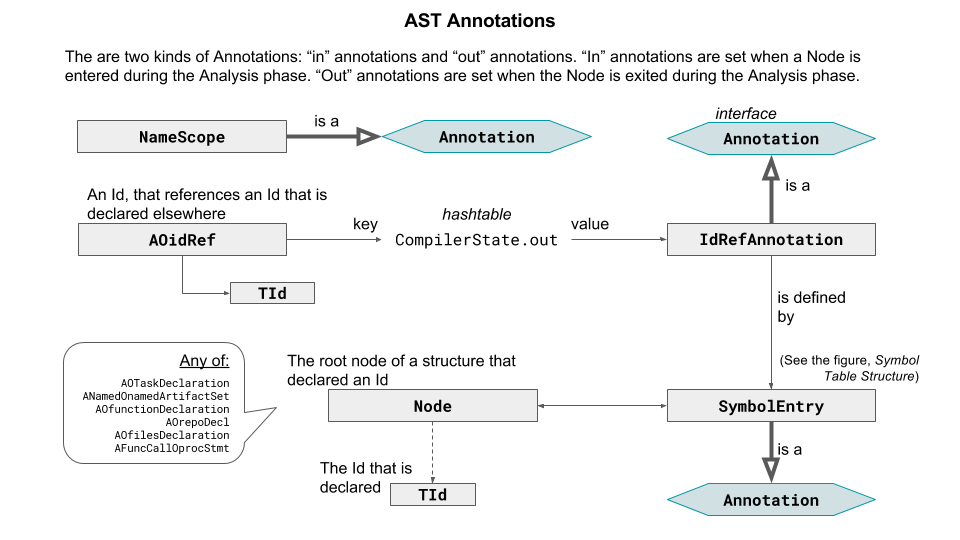 AST Annotations
The are two kinds of Annotations: “in” annotations and “out” annotations. “In” annotations are set when a Node is
entered during the Analysis phase. “Out” annotations are set when the Node is exited during the Analysis phase.
NameScope
is a
Annotation
interface
Annotation
is a
An Id, that references an Id that is
declared elsewhere
AOidRef
key
hashtable
CompilerState.out
value
IdRefAnnotation
TId
is defined
by
(See the figure, Symbol
Table Structure)
Any of:
AOTaskDeclaration
ANamedOnamedArtifactSet
AOfunctionDeclaration
AOrepoDecl
AOfilesDeclaration
AFuncCallOprocStmt
The root node of a structure that
declared an Id
Node
SymbolEntry
is a
The Id that is
declared
TId
Annotation